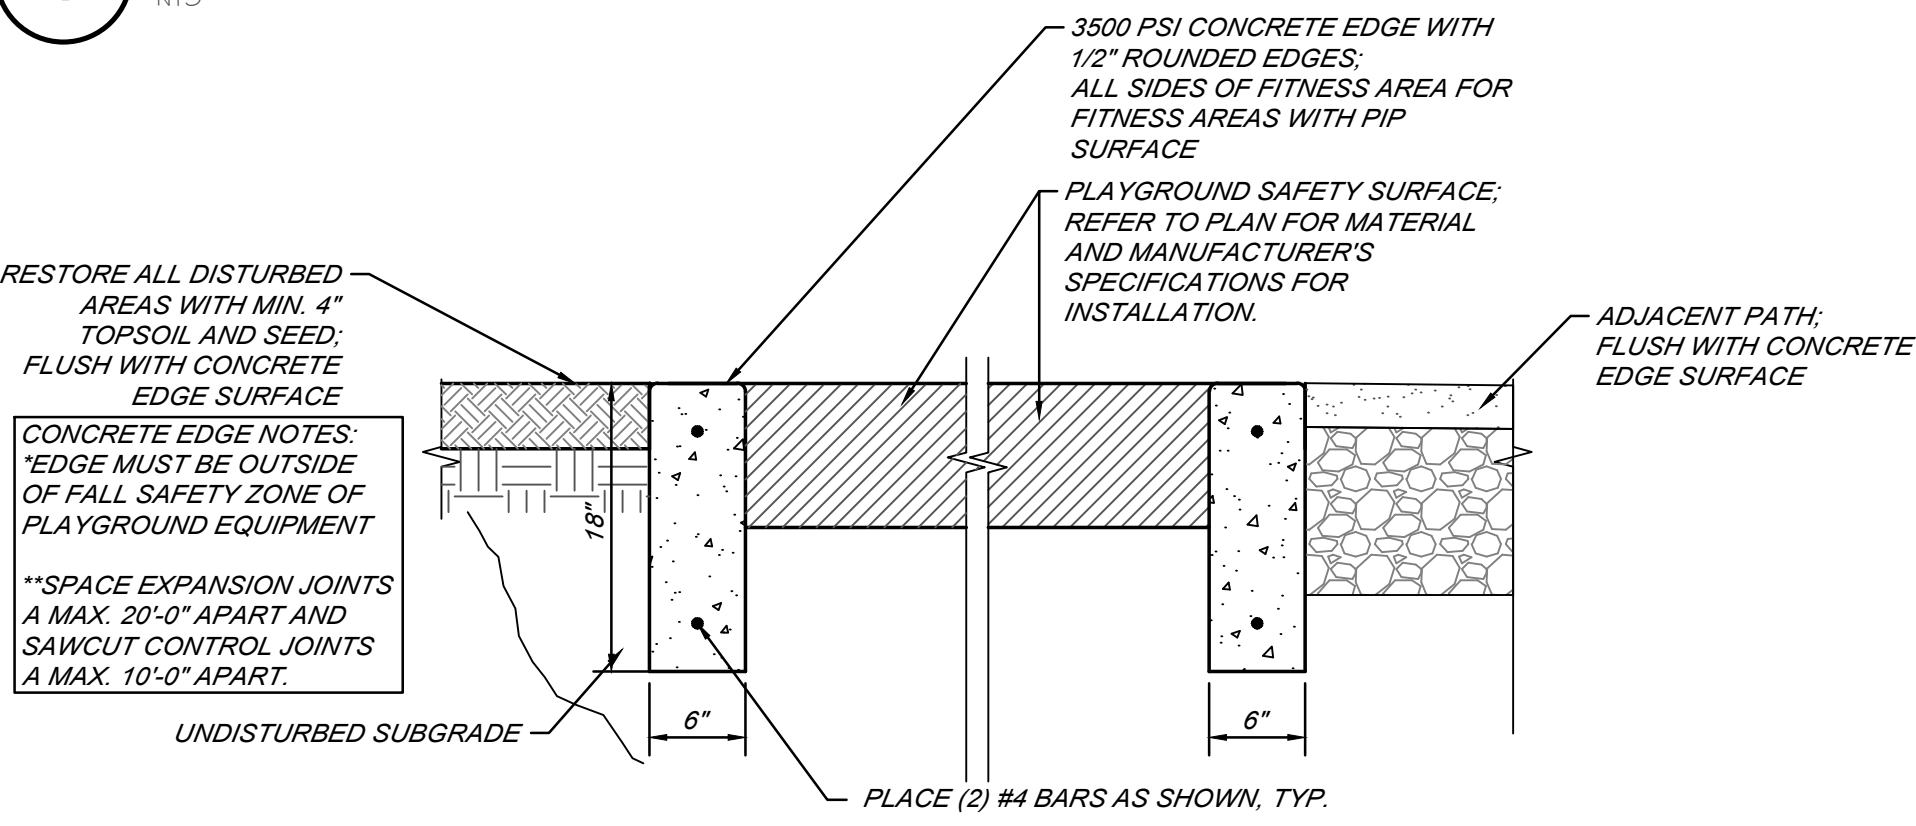 NTS
3500 PSI CONCRETE EDGE WITH
1/2" ROUNDED EDGES;
ALL SIDES OF FITNESS AREA FOR
FITNESS AREAS WITH PIP
SURFACE
PLAYGROUND SAFETY SURFACE;
REFER TO PLAN FOR MATERIAL
AND MANUFACTURER'S
SPECIFICATIONS FOR
INSTALLATION.
RESTORE ALL DISTURBED
AREAS WITH MIN. 4"
TOPSOIL AND SEED;
FLUSH WITH CONCRETE
EDGE SURFACE
ADJACENT PATH;
FLUSH WITH CONCRETE
EDGE SURFACE
CONCRETE EDGE NOTES:
*EDGE MUST BE OUTSIDE
OF FALL SAFETY ZONE OF
PLAYGROUND EQUIPMENT
**SPACE EXPANSION JOINTS
A MAX. 20'-0" APART AND
SAWCUT CONTROL JOINTS
A MAX. 10'-0" APART.
18"
6"
6"
UNDISTURBED SUBGRADE
PLACE (2) #4 BARS AS SHOWN, TYP.